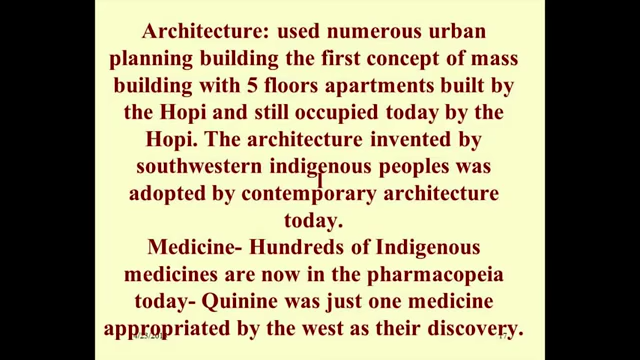 Architecture: used numerous urban
planning building the first concept of mass
building with 5 floors apartments built by
the Hopi and still occupied today by the
Hopi. The architecture invented by
southwestern indigenous peoples was
adopted by contemporary architecture
today.
Medicine- Hundreds of Indigenous
medicines are now in the pharmacopeia
today- Quinine was just one medicine
appropriated by the west as their discovery.
17